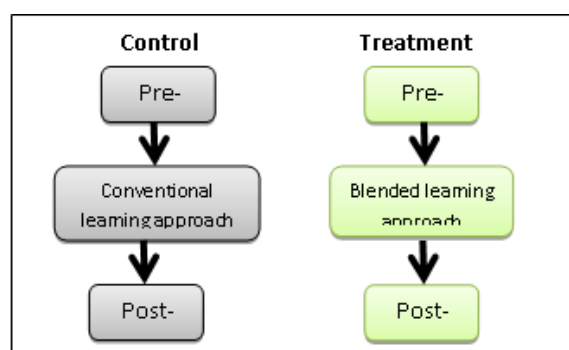 Control
Treatment
Pre-
Pre-
Conventional
learning approach
Blended learning
approach
Post-
Post-